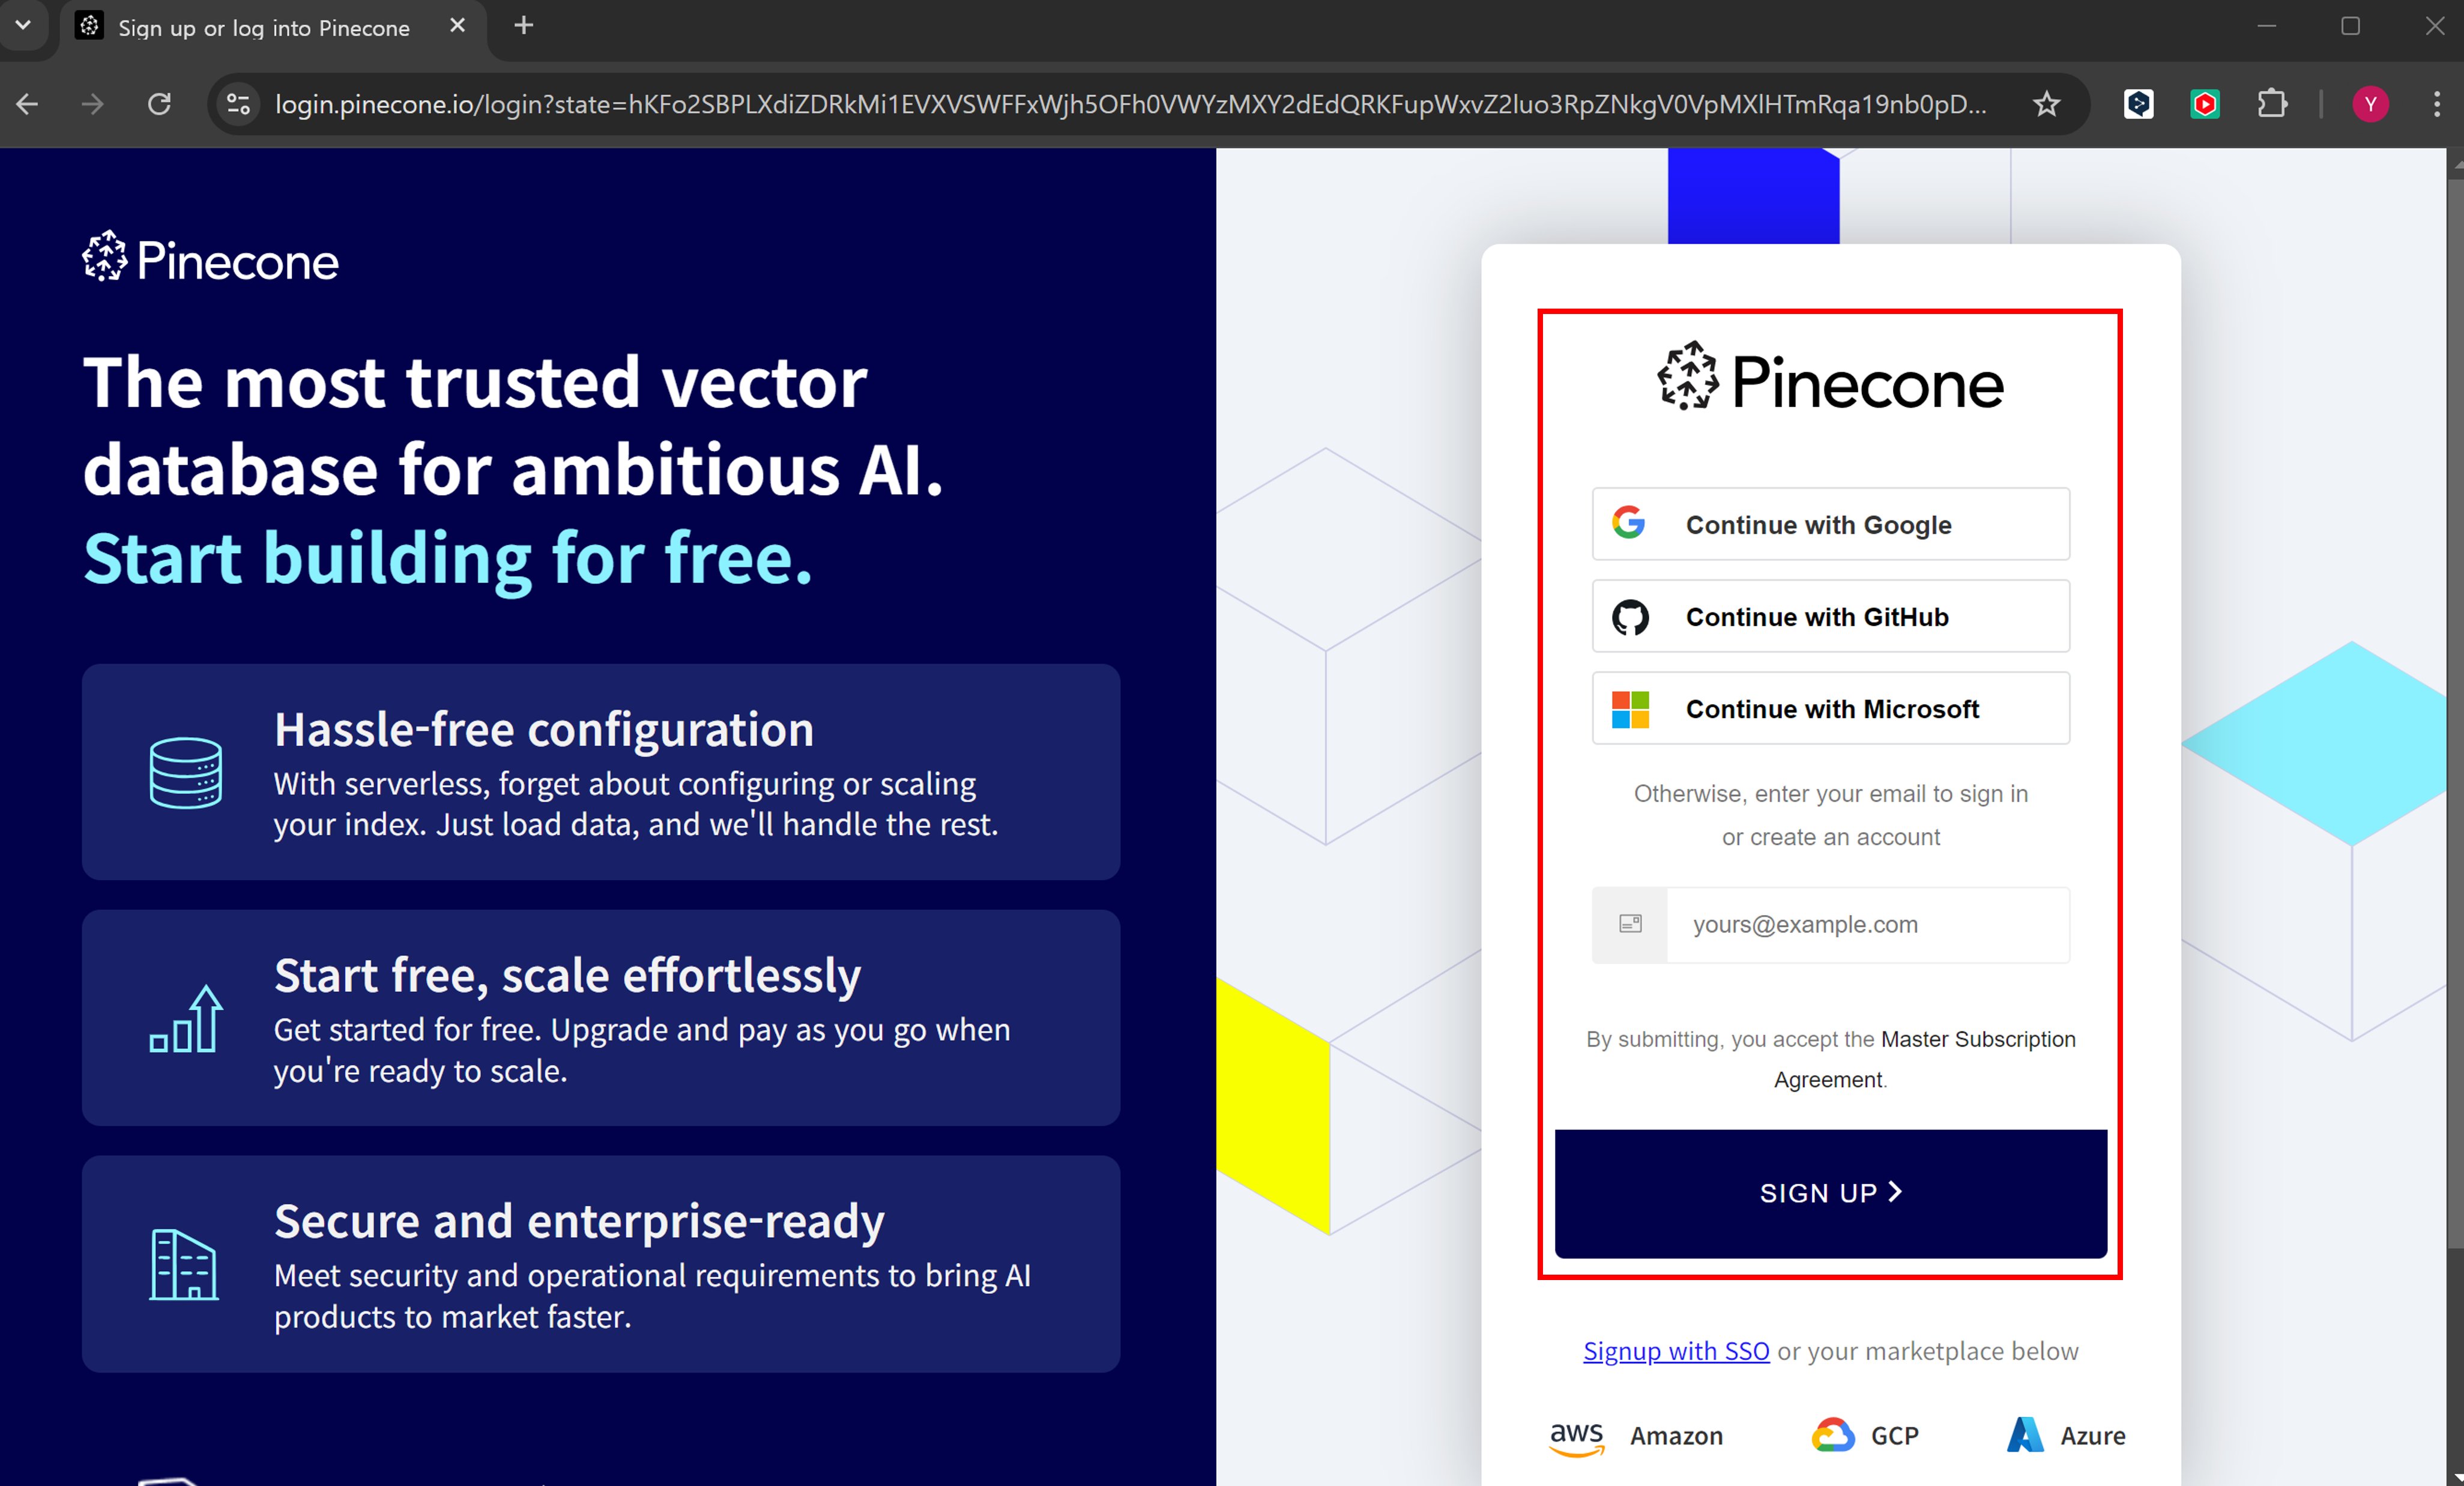 Sign up or log into Pinecone
login.pinecone.io/login?state=hKFo2SBPLXdiZDRkMi1EVXVSWFFxWjh5OFh0VWYzMXY2dEdQRKFupWxvZ2luo3RpZNkgV0VpMXlHTmRqa19nb0pD...
Y
Pinecone
The most trusted vector
database for ambitious AI.
Start building for free.
Hassle-free configuration
With serverless, forget about configuring or scaling
your index. Just load data, and we'll handle the rest.
Start free, scale effortlessly
Get started for free. Upgrade and pay as you go when
you're ready to scale.
Secure and enterprise-ready
Meet security and operational requirements to bring AI
products to market faster.
Pinecone
Continue with Google
Continue with GitHub
Continue with Microsoft
Otherwise, enter your email to sign in
or create an account
yours@example.com
By submitting, you accept the Master Subscription
Agreement.
SIGN UP
Signup with SSO or your marketplace below
aws Amazon
GCP
Azure